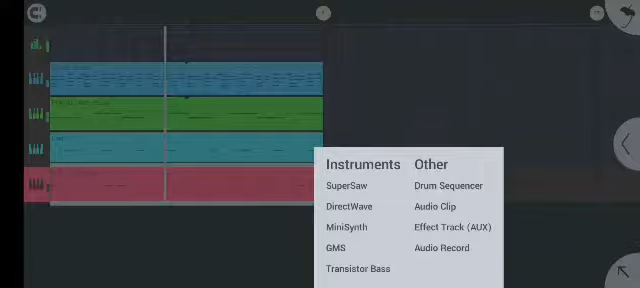 Instruments Other
SuperSaw Drum Sequencer
DirectWave Audio Clip
MiniSynth Effect Track (AUX)
GMS Audio Record
Transistor Bass